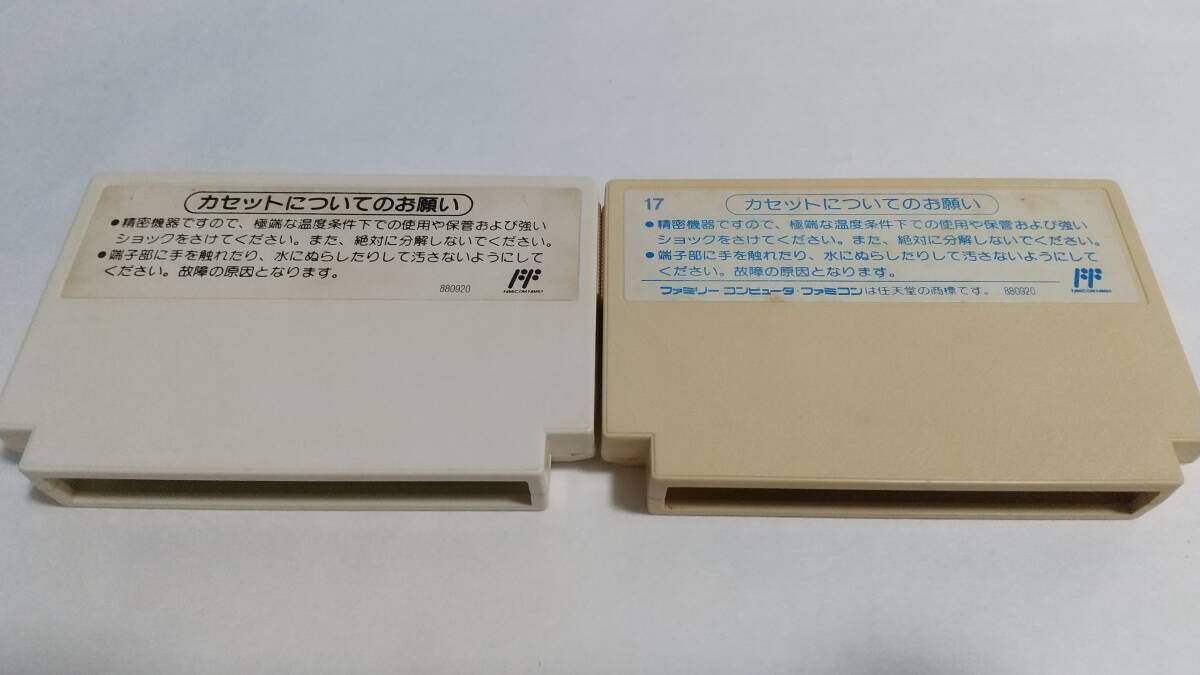 カセットについてのお願い
●精密機器ですので、極端な温度条件下での使用や保管および強い
ショックをさけてください。また、絶対に分解しないでください。
●端子部に手を触れたり、水にぬらしたりして汚さないようにして
ください。故障の原因となります。
FAMICOM FAMILY
880920
17
カセットについてのお願い
●精密機器ですので、極端な温度条件下での使用や保管および強い
ショックをさけてください。また、絶対に分解しないでください。
●端子部に手を触れたり、水にぬらしたりして汚さないようにして
ください。故障の原因となります。
FAMICOM FAMILY
ファミリー コンピュータ・ファミコンは任天堂の商標です。 880920